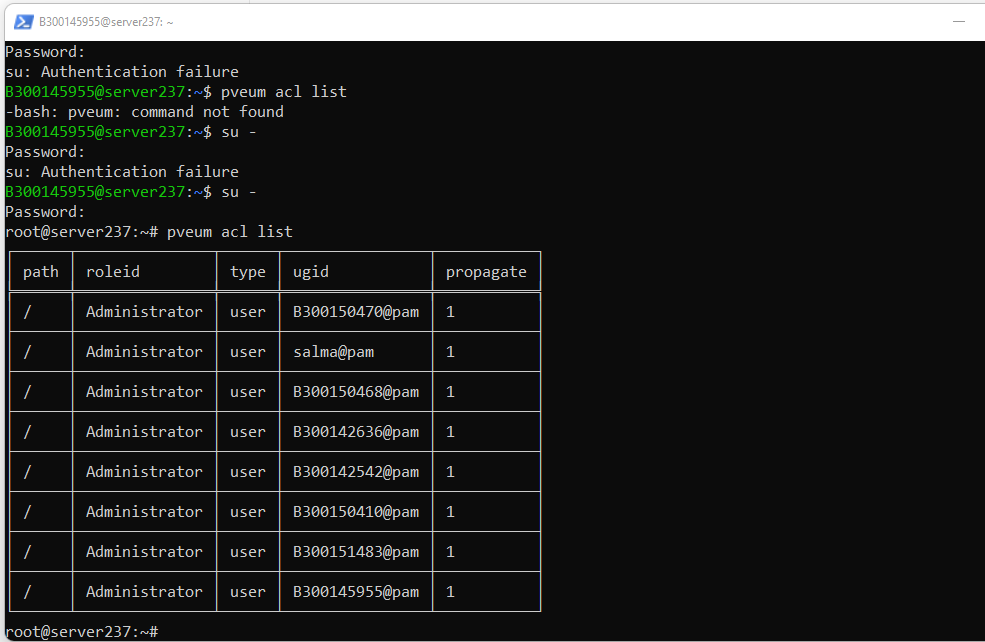 B300145955@server237: ~
Password:
su: Authentication failure
B300145955@server237:~$ pveum acl list
-bash: pveum: command not found
B300145955@server237:~$ su -
Password:
su: Authentication failure
B300145955@server237:~$ su -
Password:
root@server237:~# pveum acl list
path roleid type ugid propagate
/ Administrator user B300150470@pam 1
/ Administrator user salma@pam 1
/ Administrator user B300150468@pam 1
/ Administrator user B300142636@pam 1
/ Administrator user B300142542@pam 1
/ Administrator user B300150410@pam 1
/ Administrator user B300151483@pam 1
/ Administrator user B300145955@pam 1
root@server237:~#